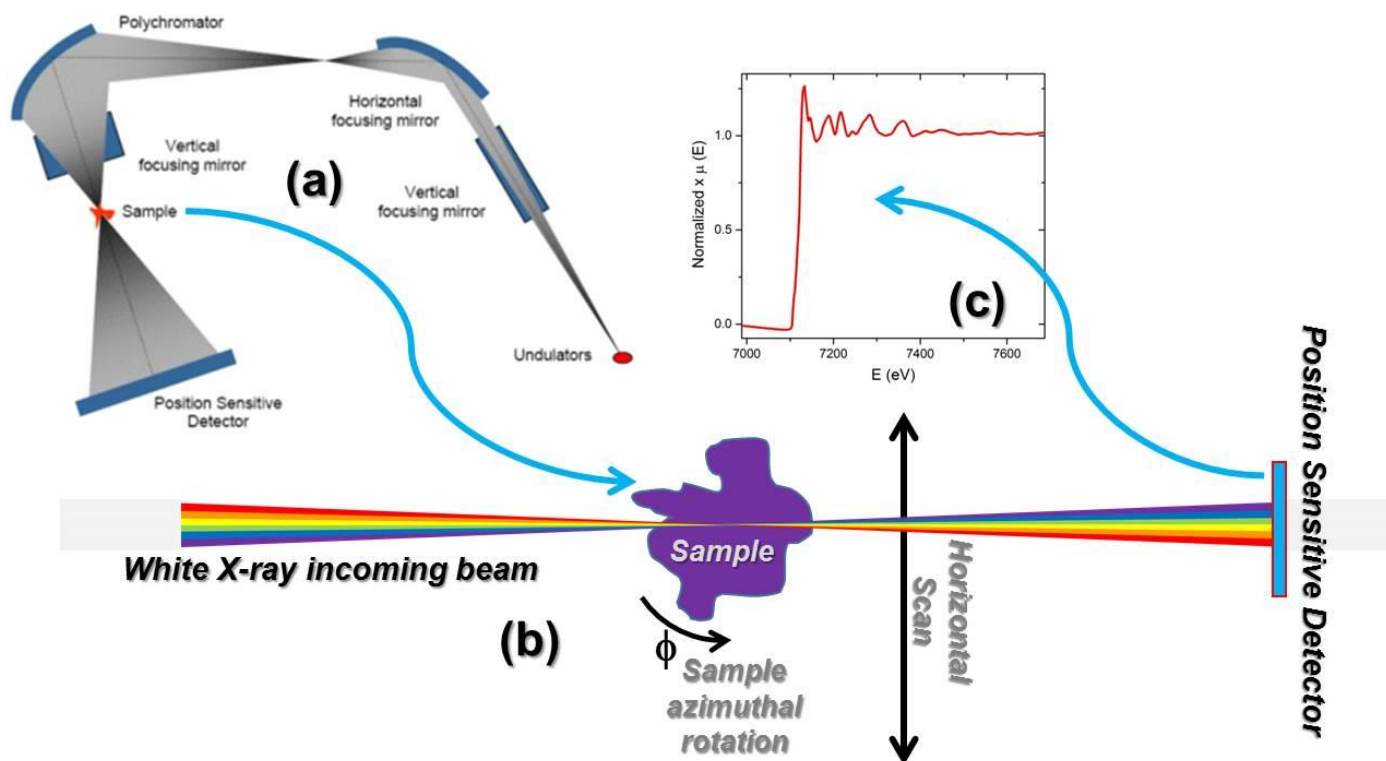 Polychromator
Horizontal
focusing mirror
Vertical
focusing mirror
(a)
Vertical
focusing mirror
Sample
Undulators
Position Sensitive
Detector
Normalized x μ (E)
1.0
0.5
0.0
7000
7200
7400
7600
E (eV)
(c)
White X-ray incoming beam
Sample
(b)
ϕ
Sample
azimuthal
rotation
Horizontal
Scan
Position Sensitive Detector